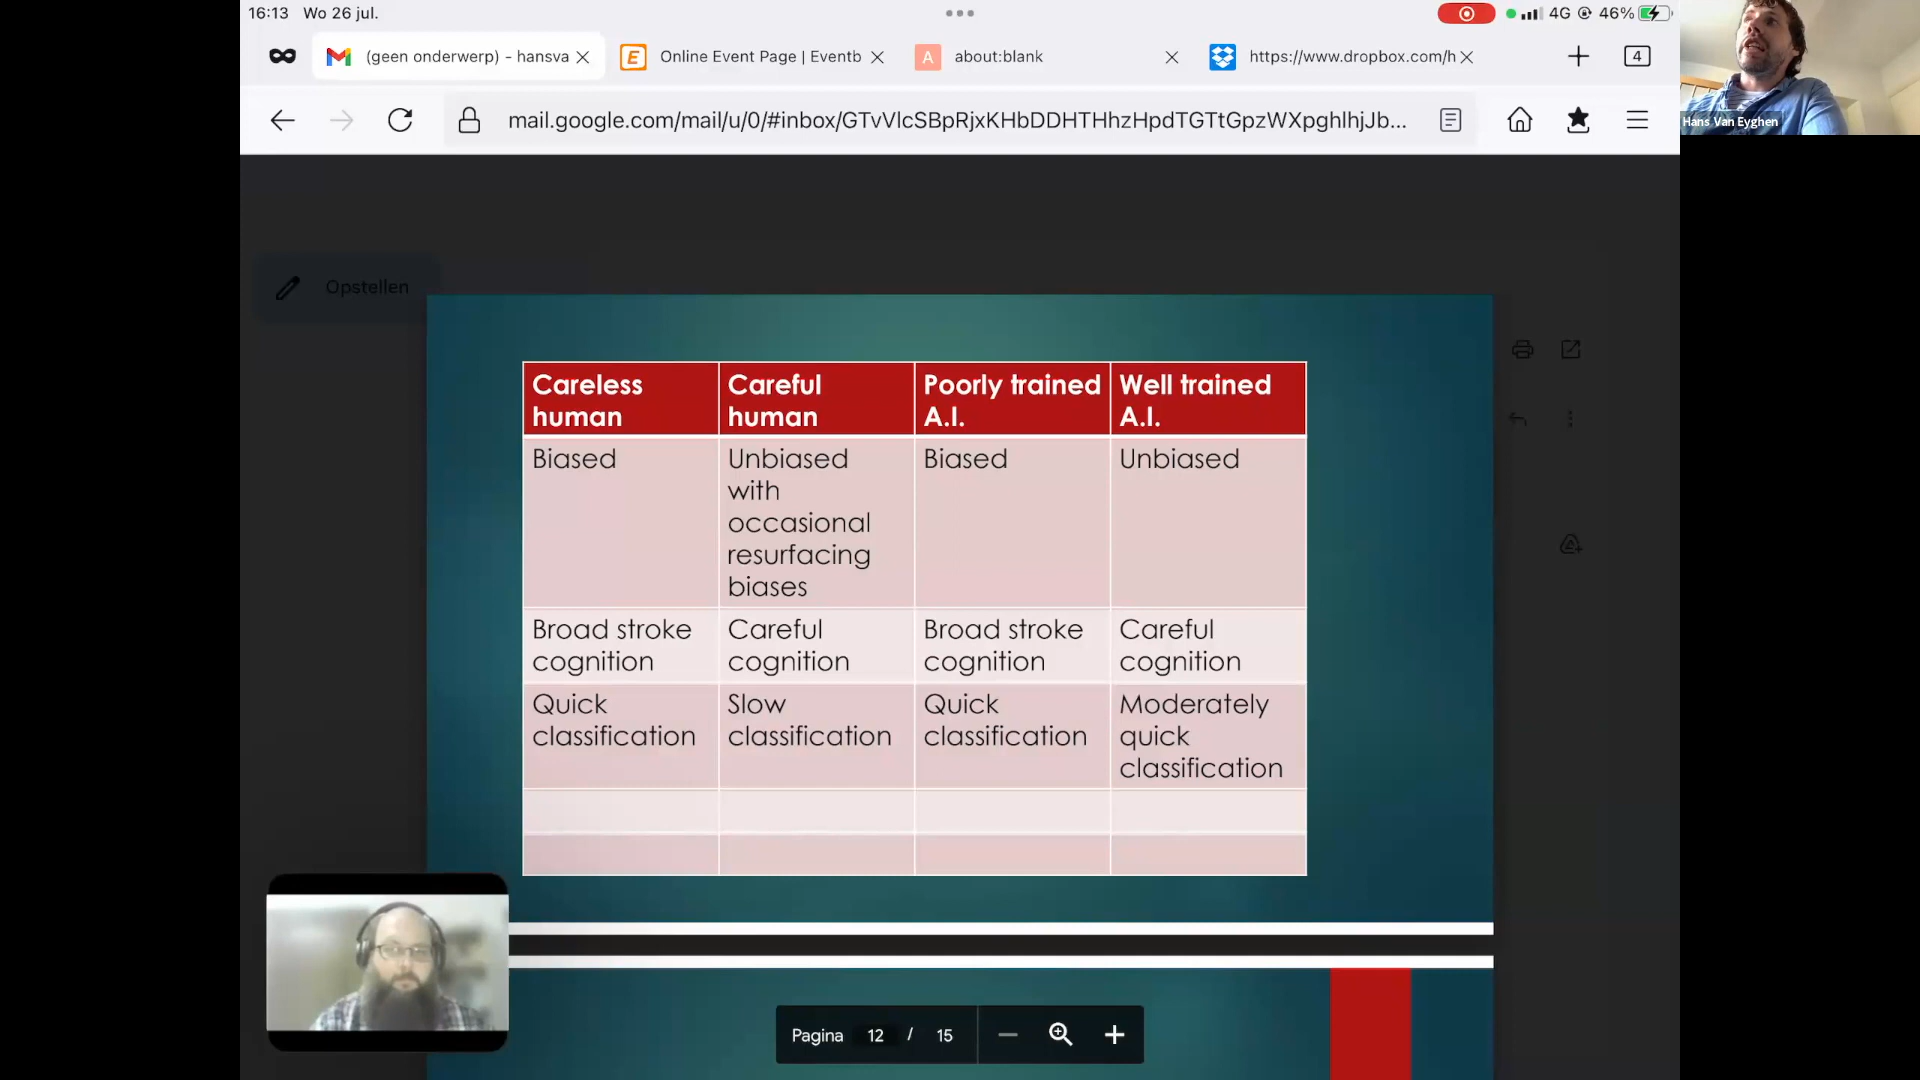 16:13 Wo 26 jul.
4G 46%
(geen onderwerp) - hansva
Online Event Page | Eventb
A about:blank
https://www.dropbox.com/h
4
mail.google.com/mail/u/0/#inbox/GTvVlcSBpRjxKHbDDHTHhzHpdTGTtGpzWXpghlhjJb...
Hans Van Eyghen
Opstellen
Careless
human
Careful
human
Poorly trained
A.I.
Well trained
A.I.
Biased
Unbiased
with
occasional
resurfacing
biases
Biased
Unbiased
Broad stroke
cognition
Careful
cognition
Broad stroke
cognition
Careful
cognition
Quick
classification
Slow
classification
Quick
classification
Moderately
quick
classification
Pagina 12 / 15